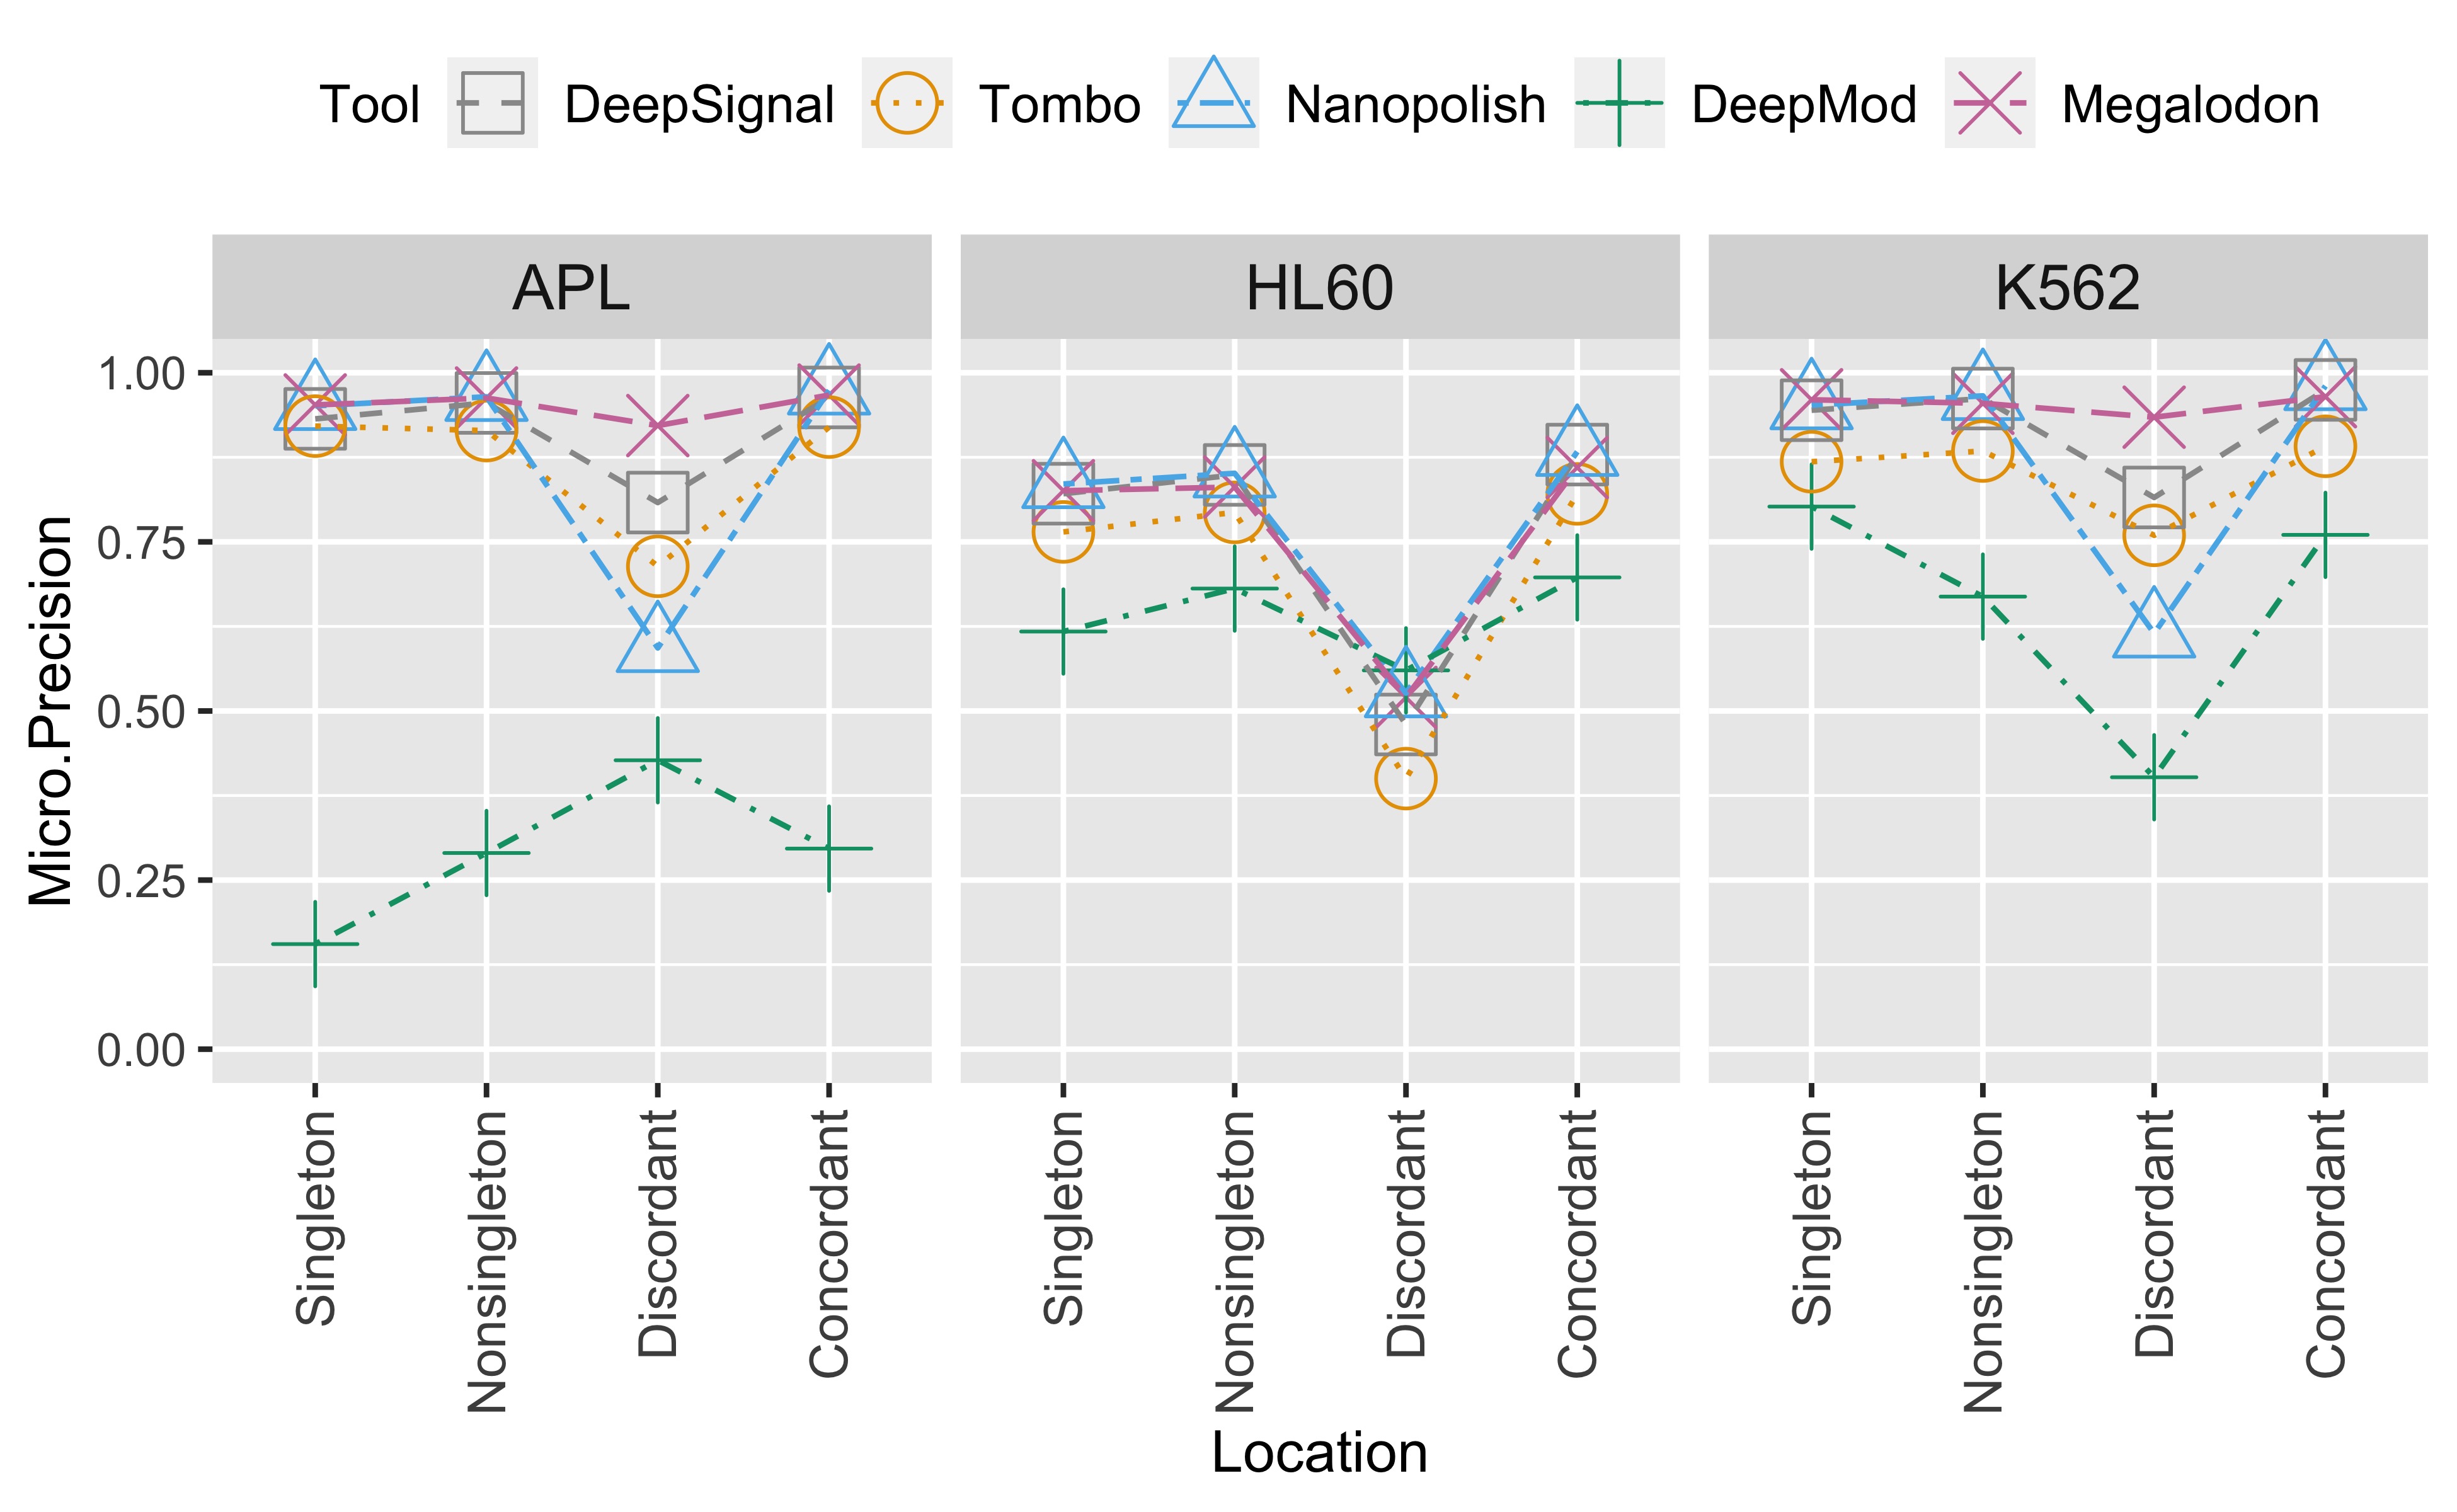 Tool DeepSignal Tombo Nanopolish DeepMod Megalodon
APL HL60 K562
Micro.Precision
1.00
0.75
0.50
0.25
0.00
Singleton Nonsingleton Discordant Concordant Singleton Nonsingleton Discordant Concordant Singleton Nonsingleton Discordant Concordant
Location